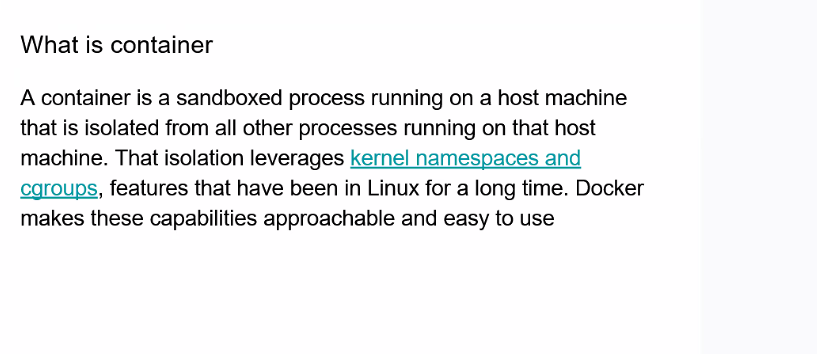 What is container
A container is a sandboxed process running on a host machine
that is isolated from all other processes running on that host
machine. That isolation leverages kernel namespaces and
cgroups, features that have been in Linux for a long time. Docker
makes these capabilities approachable and easy to use